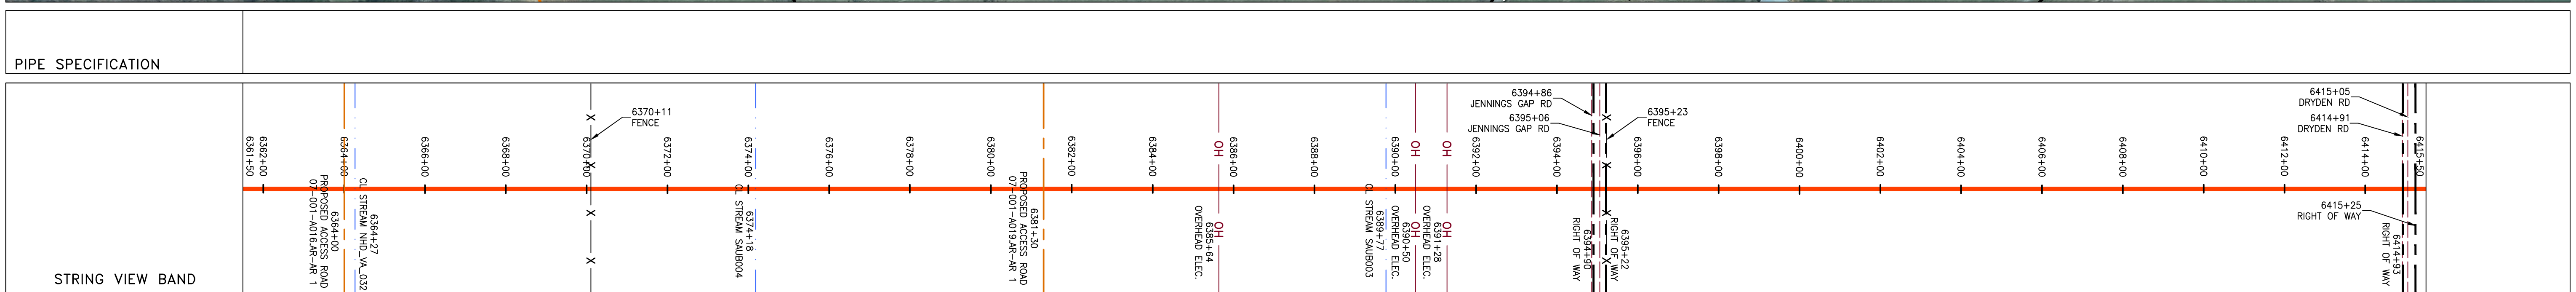 PIPE SPECIFICATION
STRING VIEW BAND
6361+50
6362+00
6364+00
6364+00
PROPOSED ACCESS ROAD
07-001-A016.AR-AR 1
6364+27
CL STREAM NHD_VA_032
6366+00
6368+00
6370+00
6370+11
FENCE
6372+00
6374+00
6374+18
CL STREAM SAUB004
6376+00
6378+00
6380+00
6381+30
PROPOSED ACCESS ROAD
07-001-A019.AR-AR 1
6382+00
6384+00
6385+64
OVERHEAD ELEC.
OH
OH
6386+00
6388+00
6389+77
CL STREAM SAUB003
6390+00
6390+50
OVERHEAD ELEC.
OH
OH
6391+28
OVERHEAD ELEC.
OH
OH
6392+00
6394+00
6394+86
JENNINGS GAP RD
6395+06
JENNINGS GAP RD
6394+90
RIGHT OF WAY
6395+22
RIGHT OF WAY
6395+23
FENCE
6396+00
6398+00
6400+00
6402+00
6404+00
6406+00
6408+00
6410+00
6412+00
6414+00
6415+05
DRYDEN RD
6414+91
DRYDEN RD
6415+50
6415+25
RIGHT OF WAY
6414+93
RIGHT OF WAY